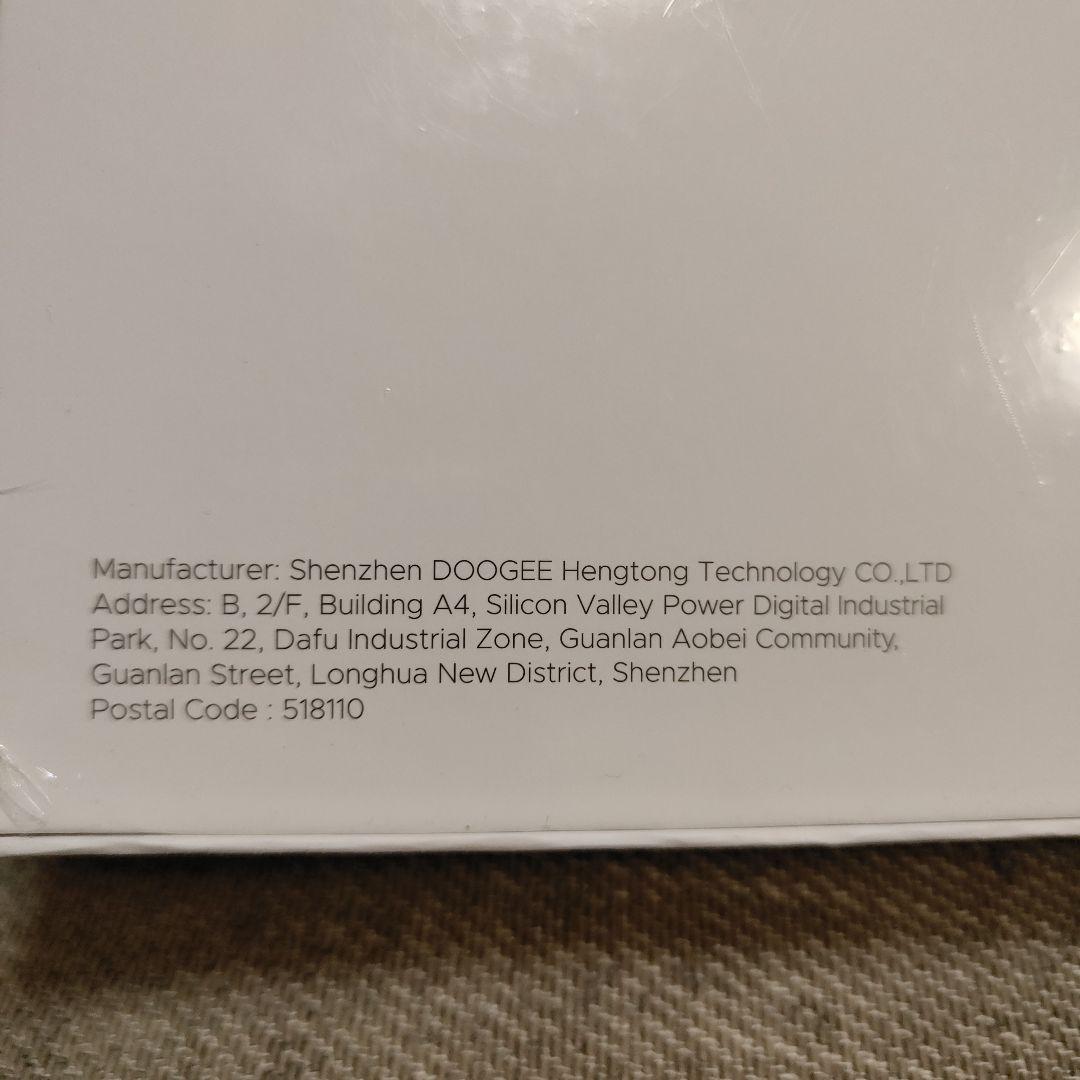 Manufacturer: Shenzhen DOOGEE Hengtong Technology CO.,LTD
Address: B, 2/F, Building A4, Silicon Valley Power Digital Industrial
Park, No. 22, Dafu Industrial Zone, Guanlan Aobei Community,
Guanlan Street, Longhua New District, Shenzhen
Postal Code : 518110